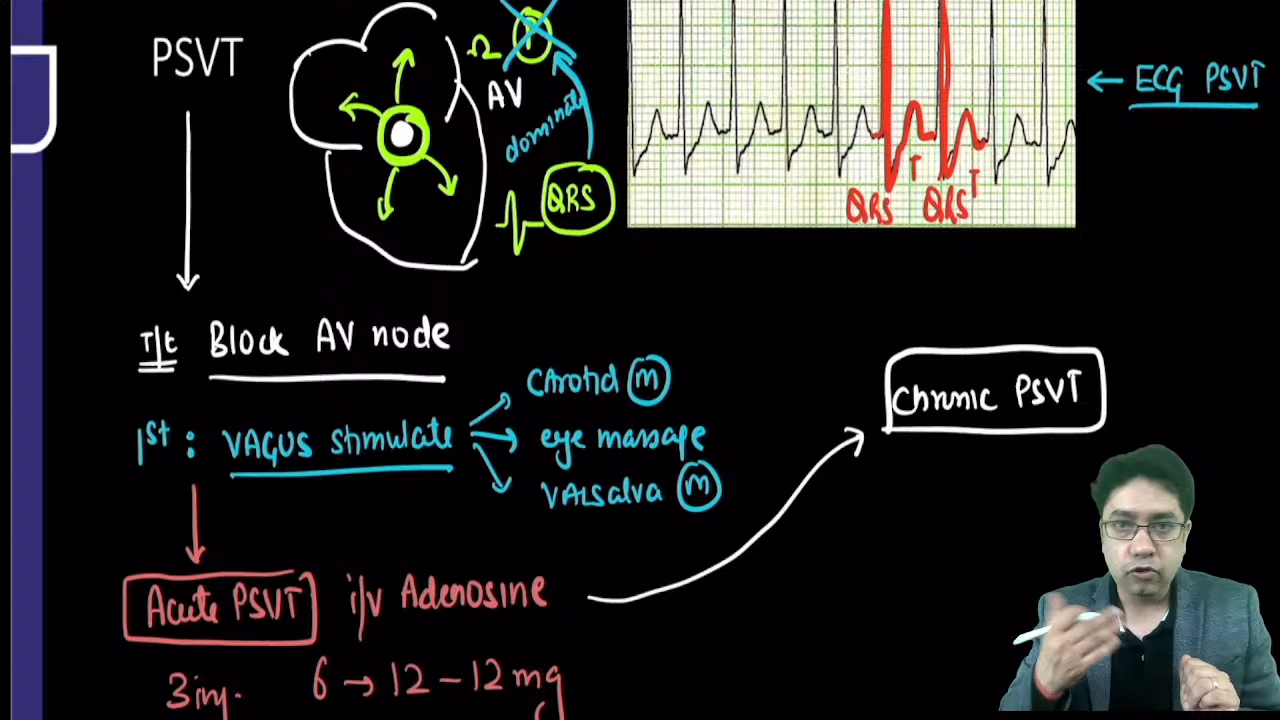 PSVT
P
AV
dominate
QRS
← ECG PSVT
T
T
QRS
QRS
T/t Block AV node
1st : VAGUS stimulate
CArotid M
eye massage
VALsalva M
Chronic PSVT
Acute PSVT i/v Adenosine
3inj. 6 → 12 - 12 mg